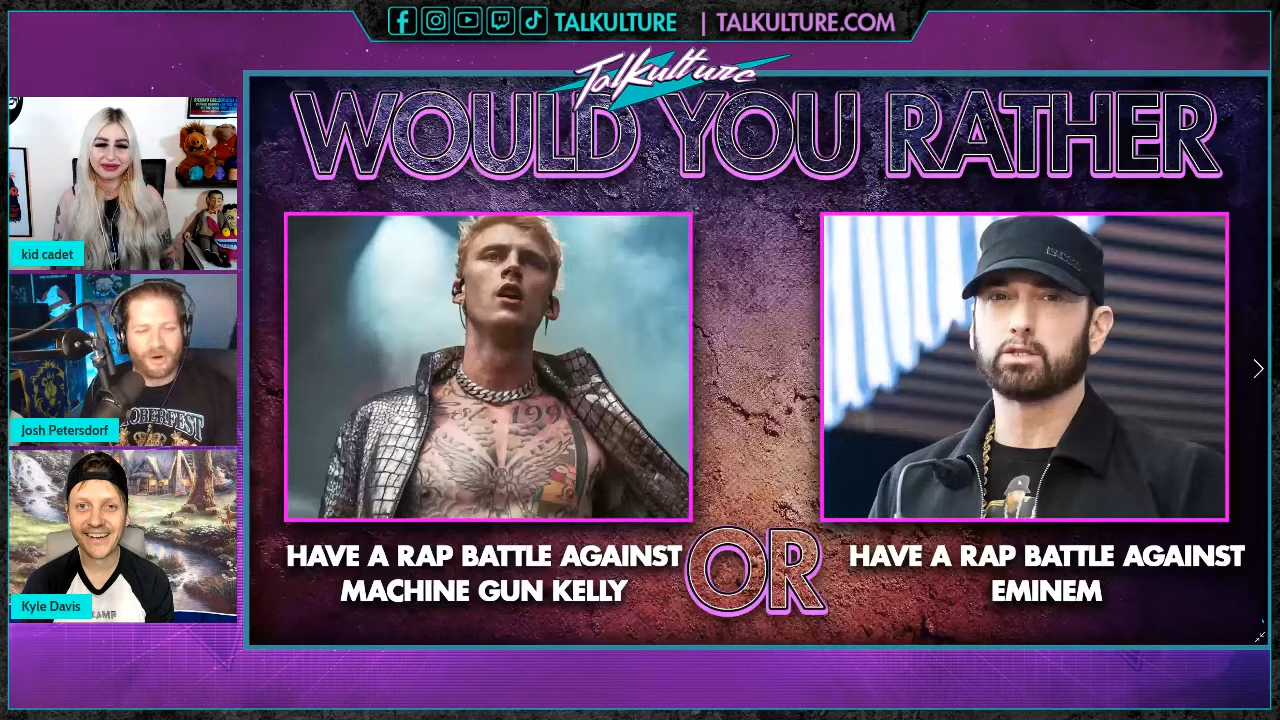 TALKULTURE | TALKULTURE.COM
Talkulture
WOULD YOU RATHER
kid cadet
Josh Petersdorf
Kyle Davis
HAVE A RAP BATTLE AGAINST
MACHINE GUN KELLY
OR
HAVE A RAP BATTLE AGAINST
EMINEM